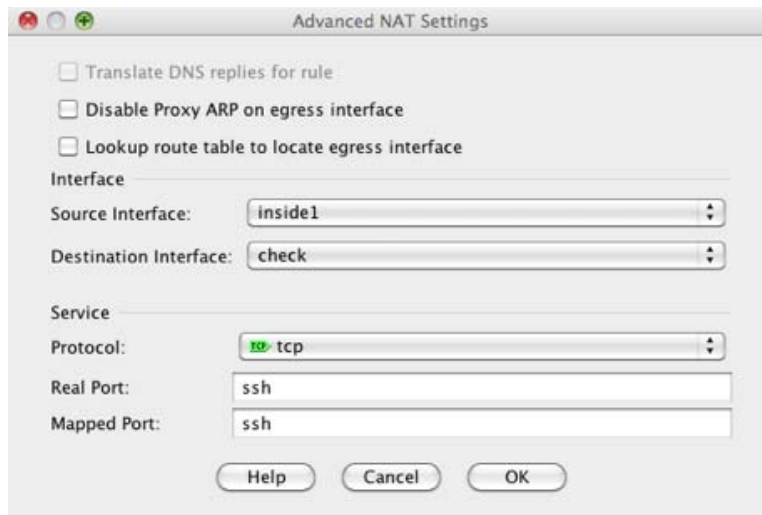 Advanced NAT Settings
Translate DNS replies for rule
Disable Proxy ARP on egress interface
Lookup route table to locate egress interface
Interface
Source Interface: inside1
Destination Interface: check
Service
Protocol: TCP tcp
Real Port: ssh
Mapped Port: ssh
Help Cancel OK